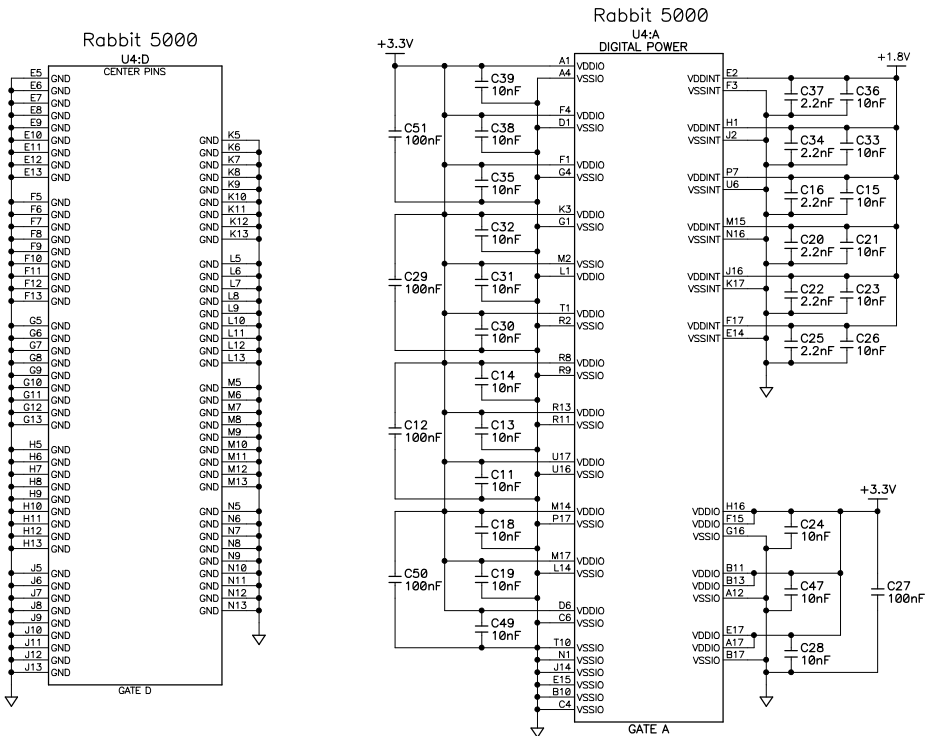 Rabbit 5000
U4:D
CENTER PINS
E5 GND
E6 GND
E7 GND
E8 GND
E9 GND
E10 GND
E11 GND
E12 GND
E13 GND
F5 GND
F6 GND
F7 GND
F8 GND
F9 GND
F10 GND
F11 GND
F12 GND
F13 GND
G5 GND
G6 GND
G7 GND
G8 GND
G9 GND
G10 GND
G11 GND
G12 GND
G13 GND
H5 GND
H6 GND
H7 GND
H8 GND
H9 GND
H10 GND
H11 GND
H12 GND
H13 GND
J5 GND
J6 GND
J7 GND
J8 GND
J9 GND
J10 GND
J11 GND
J12 GND
J13 GND
GND K5
GND K6
GND K7
GND K8
GND K9
GND K10
GND K11
GND K12
GND K13
GND L5
GND L6
GND L7
GND L8
GND L9
GND L10
GND L11
GND L12
GND L13
GND M5
GND M6
GND M7
GND M8
GND M9
GND M10
GND M11
GND M12
GND M13
GND N5
GND N6
GND N7
GND N8
GND N9
GND N10
GND N11
GND N12
GND N13
GATE D
Rabbit 5000
U4:A
DIGITAL POWER
+3.3V
C51
100nF
C29
100nF
C12
100nF
C50
100nF
C39
10nF
C38
10nF
C35
10nF
C32
10nF
C31
10nF
C30
10nF
C14
10nF
C13
10nF
C11
10nF
C18
10nF
C19
10nF
C49
10nF
A1 VDDIO
A4 VSSIO
F4 VDDIO
D1 VSSIO
F1 VDDIO
G4 VSSIO
K3 VDDIO
G1 VSSIO
M2 VSSIO
L1 VDDIO
T1 VDDIO
R2 VSSIO
R8 VDDIO
R9 VSSIO
R13 VDDIO
R11 VSSIO
U17 VDDIO
U16 VSSIO
M14 VDDIO
P17 VSSIO
M17 VDDIO
L14 VSSIO
D6 VDDIO
C6 VSSIO
T10 VSSIO
N1 VSSIO
J14 VSSIO
E15 VSSIO
B10 VSSIO
C4 VSSIO
VDDINT E2
VSSINT F3
VDDINT H1
VSSINT J2
VDDINT P7
VSSINT U6
VDDINT M15
VSSINT N16
VDDINT J16
VSSINT K17
VDDINT F17
VSSINT E14
VDDIO H16
VDDIO F15
VSSIO G16
VDDIO B11
VDDIO B13
VSSIO A12
VDDIO E17
VDDIO A17
VSSIO B17
+1.8V
C37
2.2nF
C36
10nF
C34
2.2nF
C33
10nF
C16
2.2nF
C15
10nF
C20
2.2nF
C21
10nF
C22
2.2nF
C23
10nF
C25
2.2nF
C26
10nF
+3.3V
C24
10nF
C47
10nF
C27
100nF
C28
10nF
GATE A